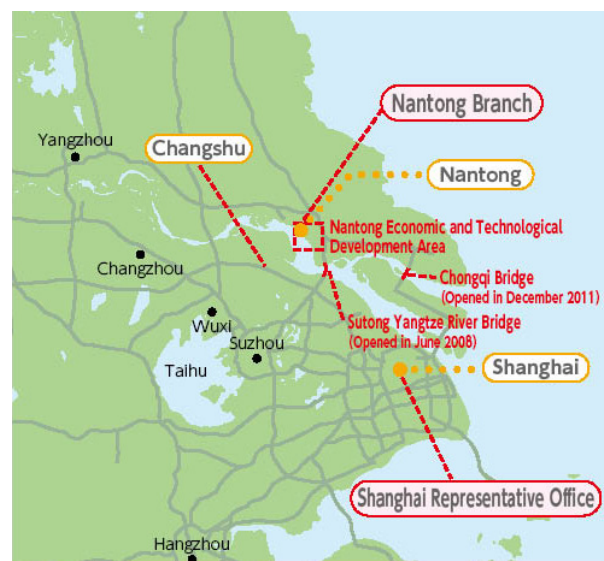 Nantong Branch
Yangzhou
Changshu
Nantong
Nantong Economic and Technological
Development Area
Changzhou
Chongqi Bridge
(Opened in December 2011)
Wuxi
Sutong Yangtze River Bridge
(Opened in June 2008)
Suzhou
Taihu
Shanghai
Shanghai Representative Office
Hangzhou